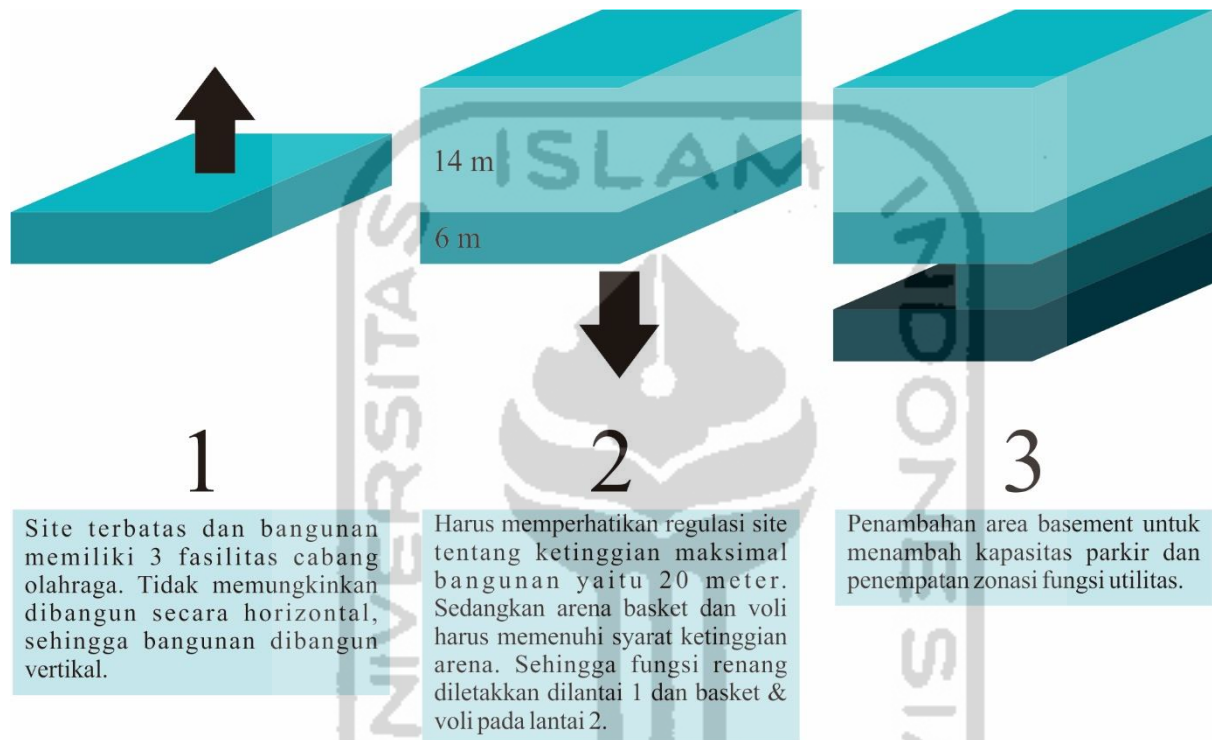 14 m
6 m
1
Site terbatas dan bangunan
memiliki 3 fasilitas cabang
olahraga. Tidak memungkinkan
dibangun secara horizontal,
sehingga bangunan dibangun
vertikal.
2
Harus memperhatikan regulasi site
tentang ketinggian maksimal
bangunan yaitu 20 meter.
Sedangkan arena basket dan voli
harus memenuhi syarat ketinggian
arena. Sehingga fungsi renang
diletakkan dilantai 1 dan basket &
voli pada lantai 2.
3
Penambahan area basement untuk
menambah kapasitas parkir dan
penempatan zonasi fungsi utilitas.
UNIVERSITAS
ISLAM
INDONESI